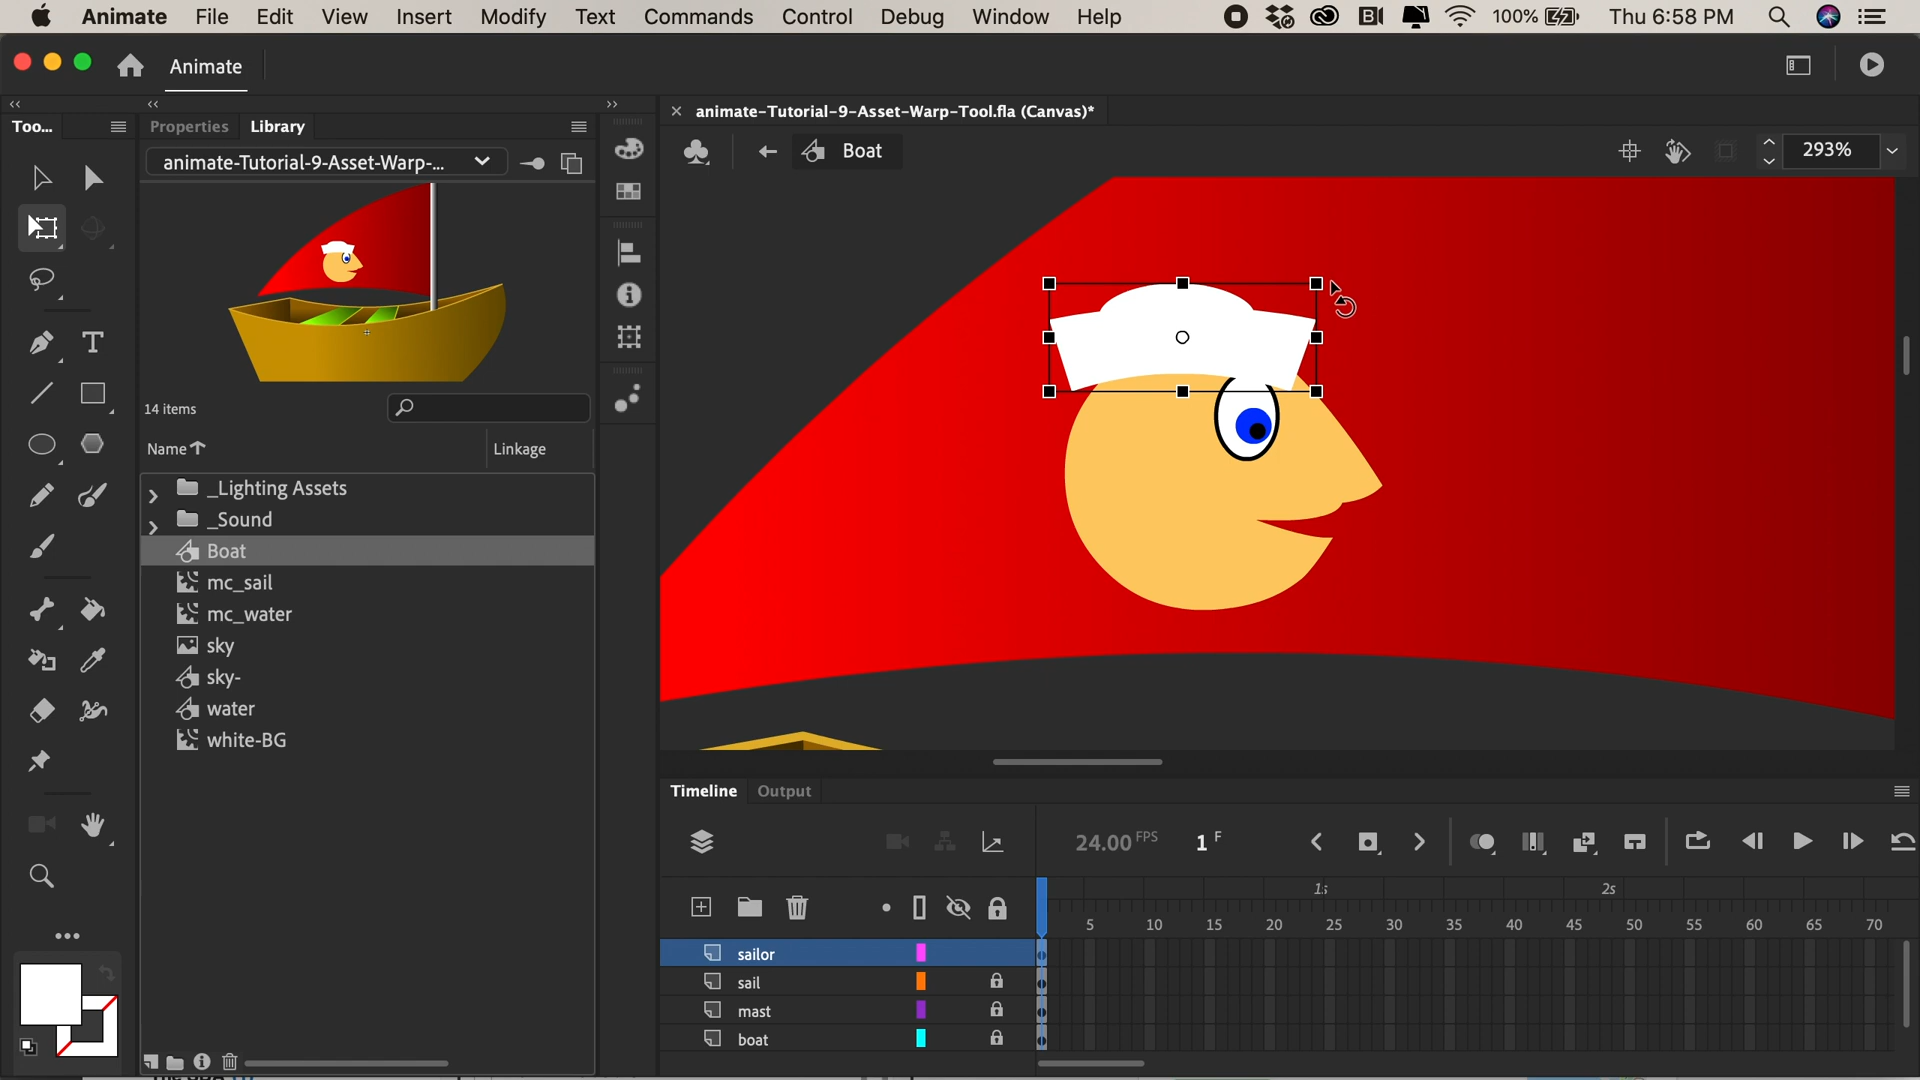 Animate File Edit View Insert Modify Text Commands Control Debug Window Help 100% Thu 6:58 PM
Animate
Too... Properties Library
animate-Tutorial-9-Asset-Warp-Tool.fla (Canvas)*
animate-Tutorial-9-Asset-Warp-...
Boat
293%
14 items
Name Linkage
_Lighting Assets
_Sound
Boat
mc_sail
mc_water
sky
sky-
water
white-BG
Timeline Output
24.00 FPS 1 F
1s 2s
5 10 15 20 25 30 35 40 45 50 55 60 65 70
sailor
sail
mast
boat